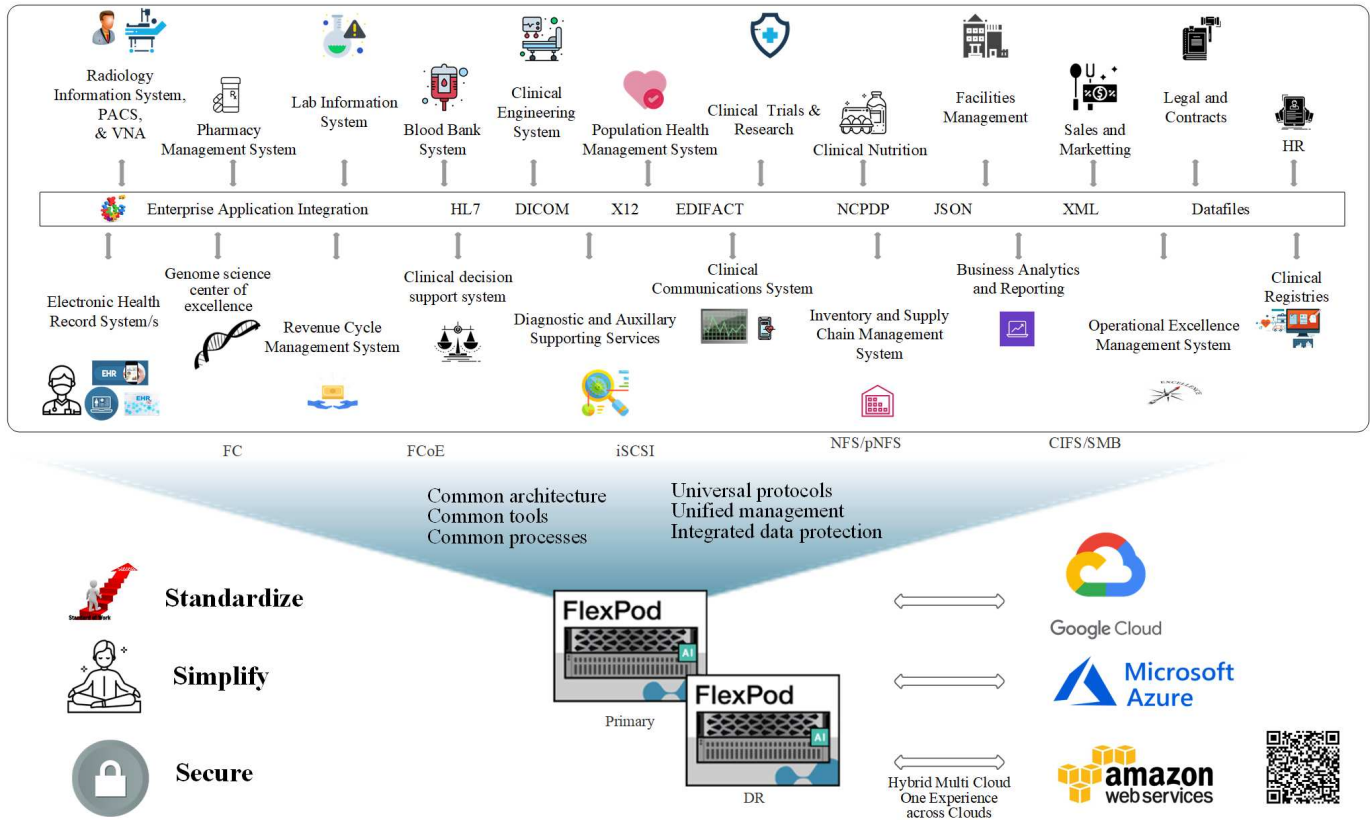 Radiology
Information System,
PACS,
& VNA
Pharmacy
Management System
Lab Information
System
Blood Bank
System
Clinical
Engineering
System
Population Health
Management System
Clinical Trials &
Research
Clinical Nutrition
Facilities
Management
Sales and
Marketting
Legal and
Contracts
HR
Enterprise Application Integration
HL7
DICOM
X12
EDIFACT
NCPDP
JSON
XML
Datafiles
Electronic Health
Record System/s
EHR
EHR
Genome science
center of
excellence
Revenue Cycle
Management System
Clinical decision
support system
Diagnostic and Auxillary
Supporting Services
Clinical
Communications System
Inventory and Supply
Chain Management
System
Business Analytics
and Reporting
Operational Excellence
Management System
EXCELLENCE
Clinical
Registries
FC
FCoE
iSCSI
NFS/pNFS
CIFS/SMB
Common architecture
Common tools
Common processes
Universal protocols
Unified management
Integrated data protection
Standardize
Simplify
Secure
FlexPod
AI
Primary
FlexPod
AI
DR
Google Cloud
Microsoft
Azure
amazon
web services
Hybrid Multi Cloud
One Experience
across Clouds